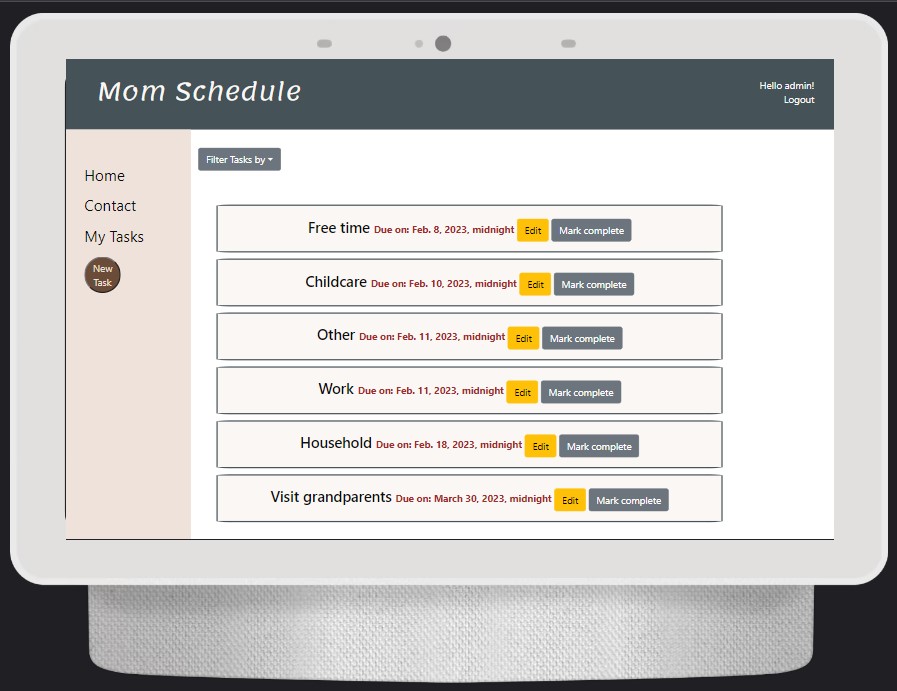 Mom Schedule
Hello admin!
Logout
Home
Contact
My Tasks
New
Task
Filter Tasks by
Free time Due on: Feb. 8, 2023, midnight Edit Mark complete
Childcare Due on: Feb. 10, 2023, midnight Edit Mark complete
Other Due on: Feb. 11, 2023, midnight Edit Mark complete
Work Due on: Feb. 11, 2023, midnight Edit Mark complete
Household Due on: Feb. 18, 2023, midnight Edit Mark complete
Visit grandparents Due on: March 30, 2023, midnight Edit Mark complete